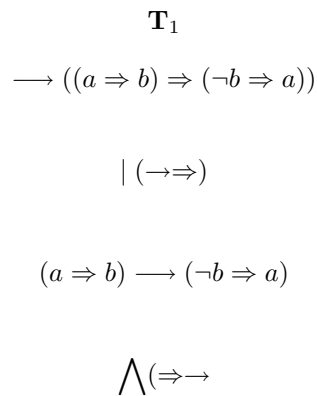 T₁
⟶ ((a ⇒ b) ⇒ (¬b ⇒ a))
| (→⇒)
(a ⇒ b) ⟶ (¬b ⇒ a)
⋀(⇒→